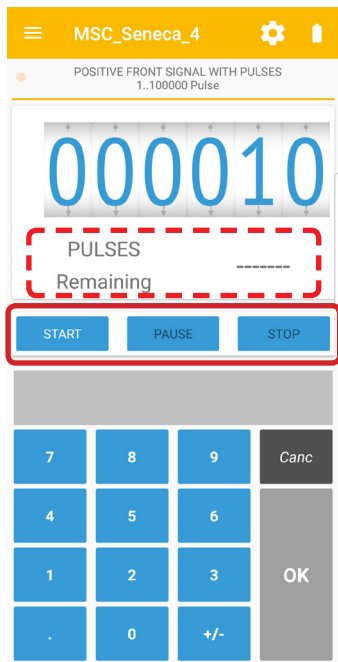 MSC_Seneca_4
POSITIVE FRONT SIGNAL WITH PULSES
1..100000 Pulse
000010
PULSES
Remaining -------
START PAUSE STOP
7 8 9 Canc
4 5 6
1 2 3 OK
. 0 +/-